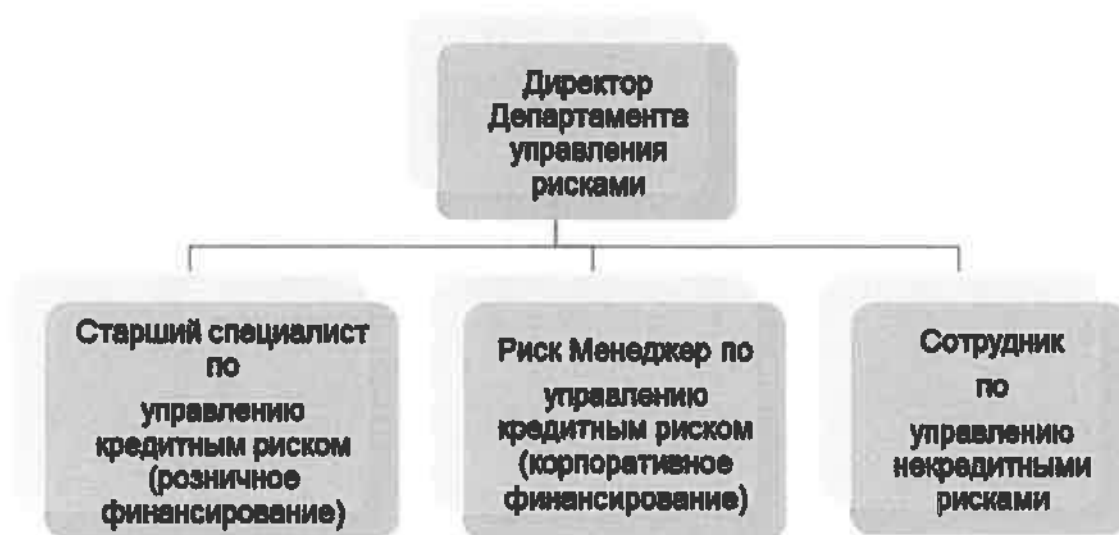 Директор
Департамента
управления
рисками
Старший специалист
по
управлению
кредитным риском
(розничное
финансирование)
Риск Менеджер по
управлению
кредитным риском
(корпоративное
финансирование)
Сотрудник
по
управлению
некредитными
рисками